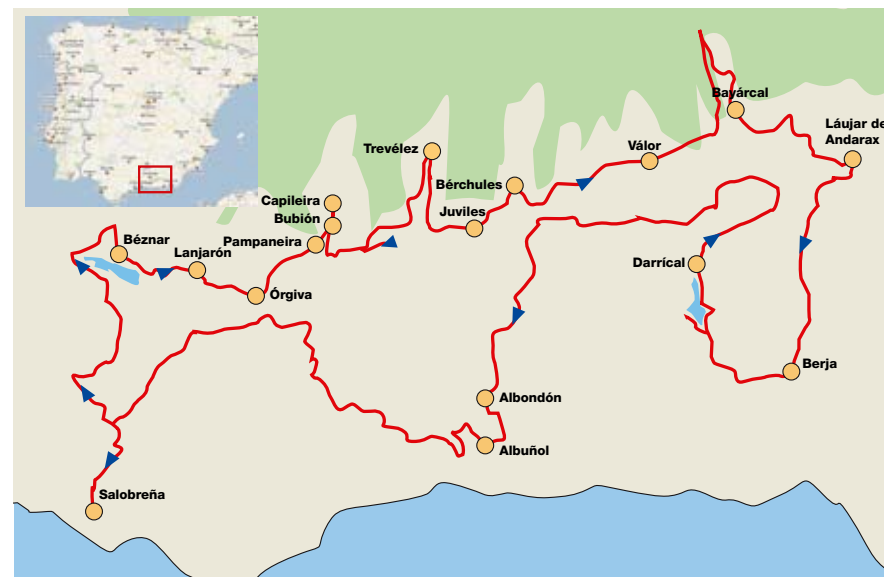 Bayárcal
Láujar de
Andarax
Trevélez
Válor
Bérchules
Capileira
Bubión
Juviles
Pampaneira
Béznar
Lanjarón
Darrícal
Órgiva
Berja
Albondón
Albuñol
Salobreña